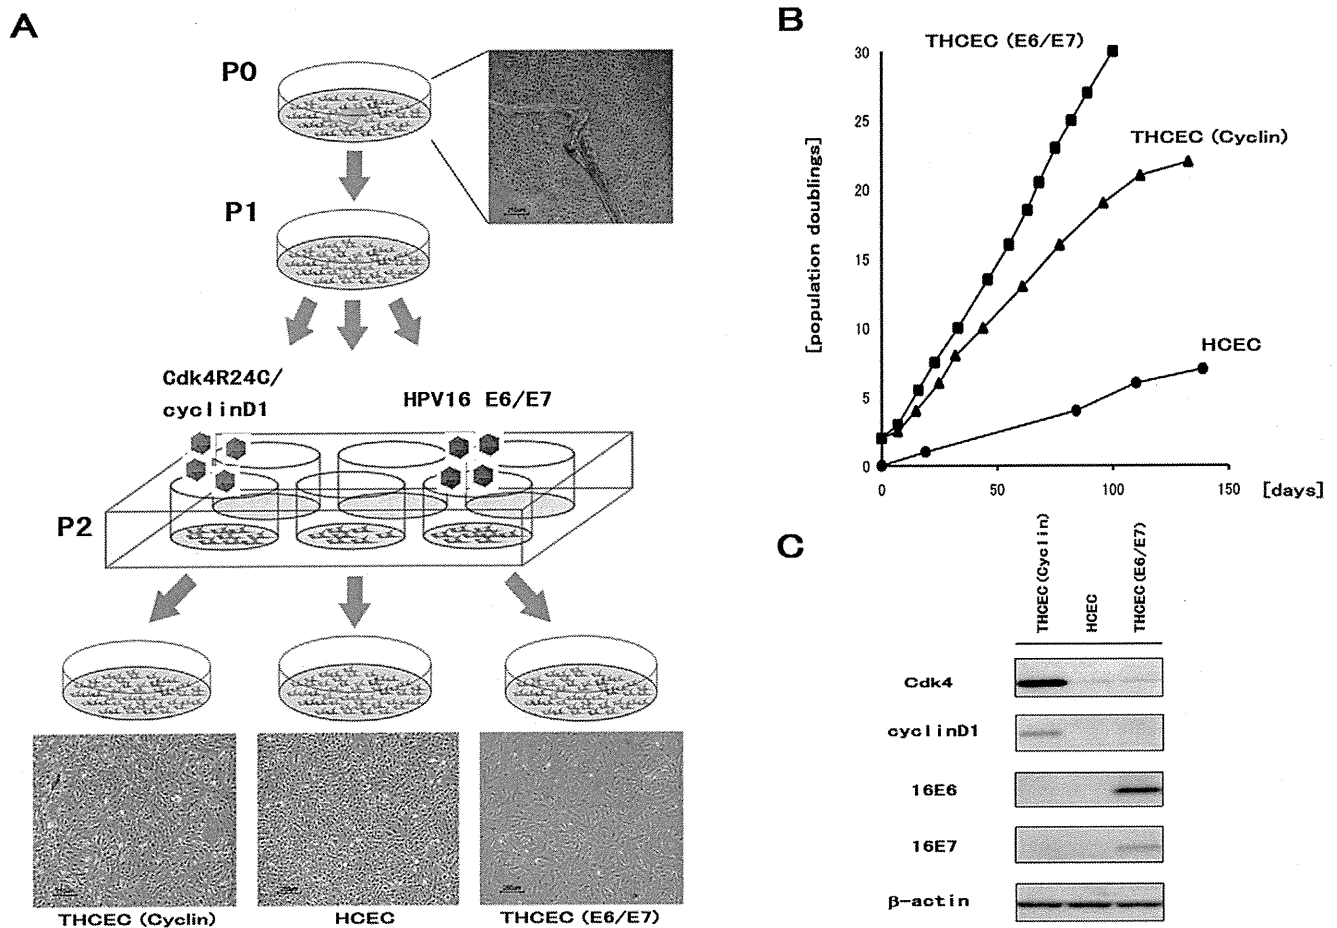 A
P0
P1
Cdk4R24C/
cyclinD1
HPV16 E6/E7
P2
THCEC (Cyclin)
HCEC
THCEC (E6/E7)
B
THCEC (E6/E7)
THCEC (Cyclin)
HCEC
[population doublings]
30
25
20
15
10
5
0
0
50
100
150
[days]
C
THCEC (Cyclin)
HCEC
THCEC (E6/E7)
Cdk4
cyclinD1
16E6
16E7
β-actin